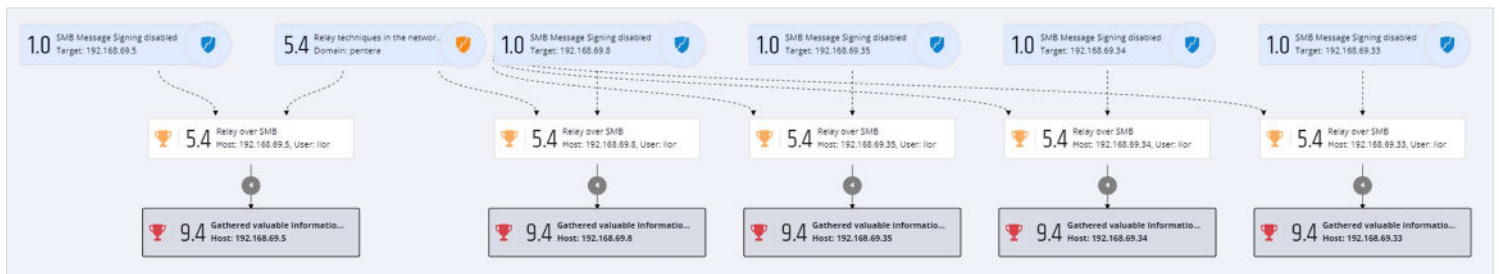 1.0 SMB Message Signing disabled
Target: 192.168.69.5
5.4 Relay techniques in the networ..
Domain: pentera
1.0 SMB Message Signing disabled
Target: 192.168.69.8
1.0 SMB Message Signing disabled
Target: 192.168.69.35
1.0 SMB Message Signing disabled
Target: 192.168.69.34
1.0 SMB Message Signing disabled
Target: 192.168.69.33
5.4 Relay over SMB
Host: 192.168.69.5, User: lior
5.4 Relay over SMB
Host: 192.168.69.8, User: lior
5.4 Relay over SMB
Host: 192.168.69.35, User: lior
5.4 Relay over SMB
Host: 192.168.69.34, User: lior
5.4 Relay over SMB
Host: 192.168.69.33, User: lior
4
4
4
4
4
9.4 Gathered valuable informatio...
Host: 192.168.69.5
9.4 Gathered valuable informatio...
Host: 192.168.69.8
9.4 Gathered valuable informatio...
Host: 192.168.69.35
9.4 Gathered valuable informatio...
Host: 192.168.69.34
9.4 Gathered valuable informatio...
Host: 192.168.69.33